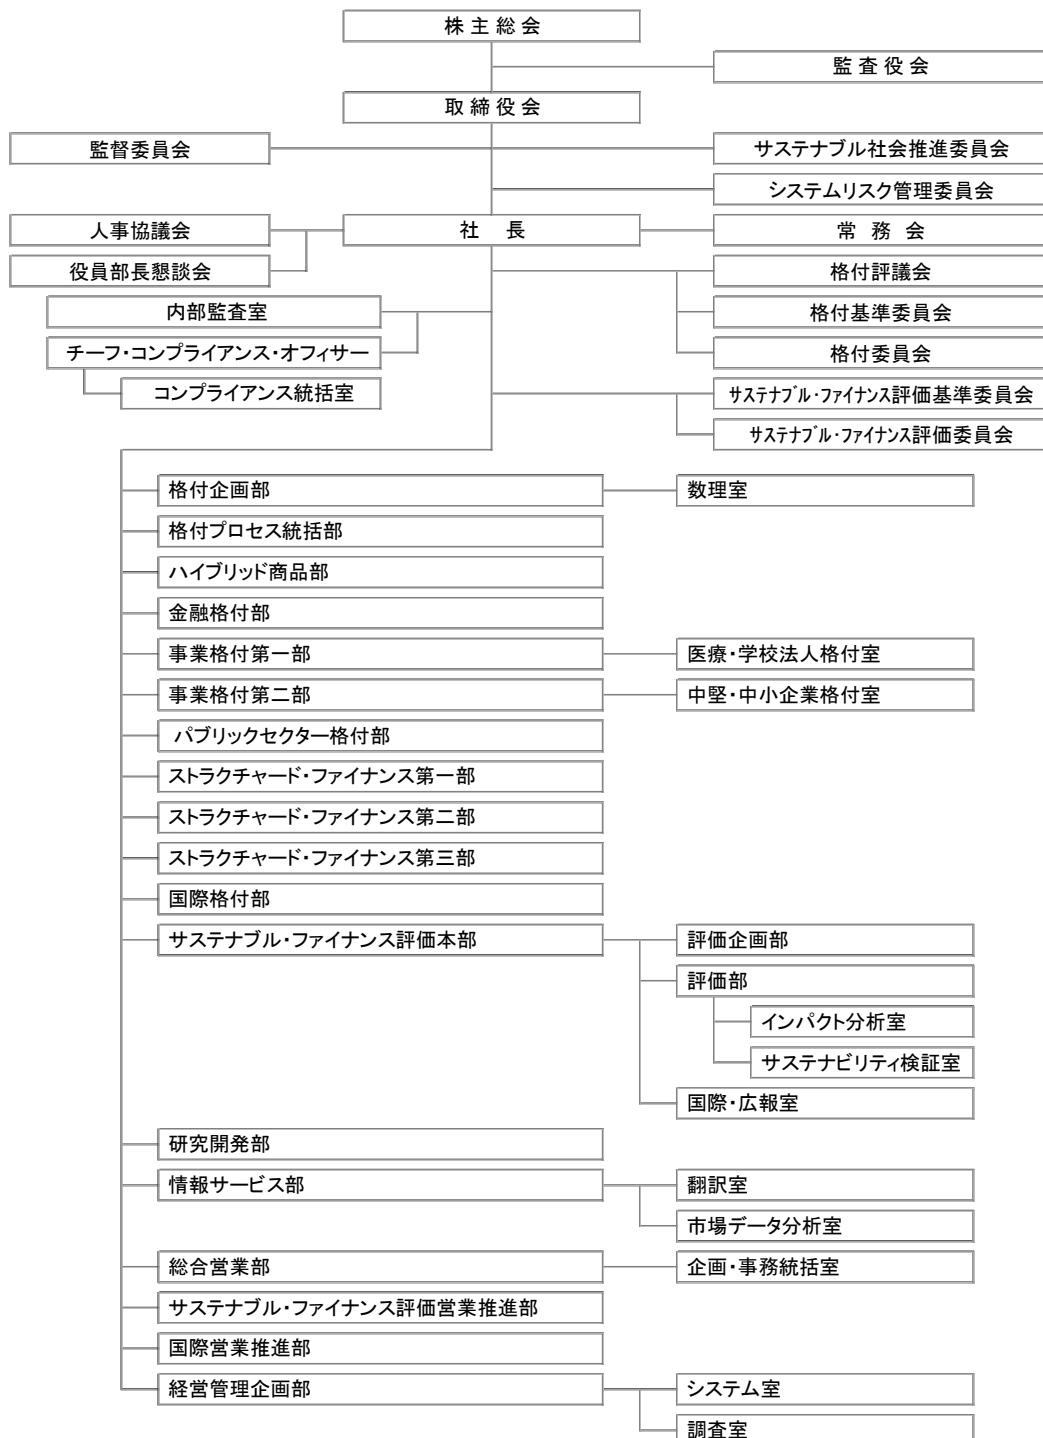 株 主 総 会
監 査 役 会
取 締 役 会
監督委員会
サステナブル社会推進委員会
システムリスク管理委員会
人事協議会
社　長
常　務　会
役員部長懇談会
格付評議会
内部監査室
格付基準委員会
チーフ・コンプライアンス・オフィサー
格付委員会
コンプライアンス統括室
サステナブル・ファイナンス評価基準委員会
サステナブル・ファイナンス評価委員会
格付企画部
数理室
格付プロセス統括部
ハイブリッド商品部
金融格付部
事業格付第一部
医療・学校法人格付室
事業格付第二部
中堅・中小企業格付室
パブリックセクター格付部
ストラクチャード・ファイナンス第一部
ストラクチャード・ファイナンス第二部
ストラクチャード・ファイナンス第三部
国際格付部
サステナブル・ファイナンス評価本部
評価企画部
評価部
インパクト分析室
サステナビリティ検証室
国際・広報室
研究開発部
情報サービス部
翻訳室
市場データ分析室
総合営業部
企画・事務統括室
サステナブル・ファイナンス評価営業推進部
国際営業推進部
経営管理企画部
システム室
調査室